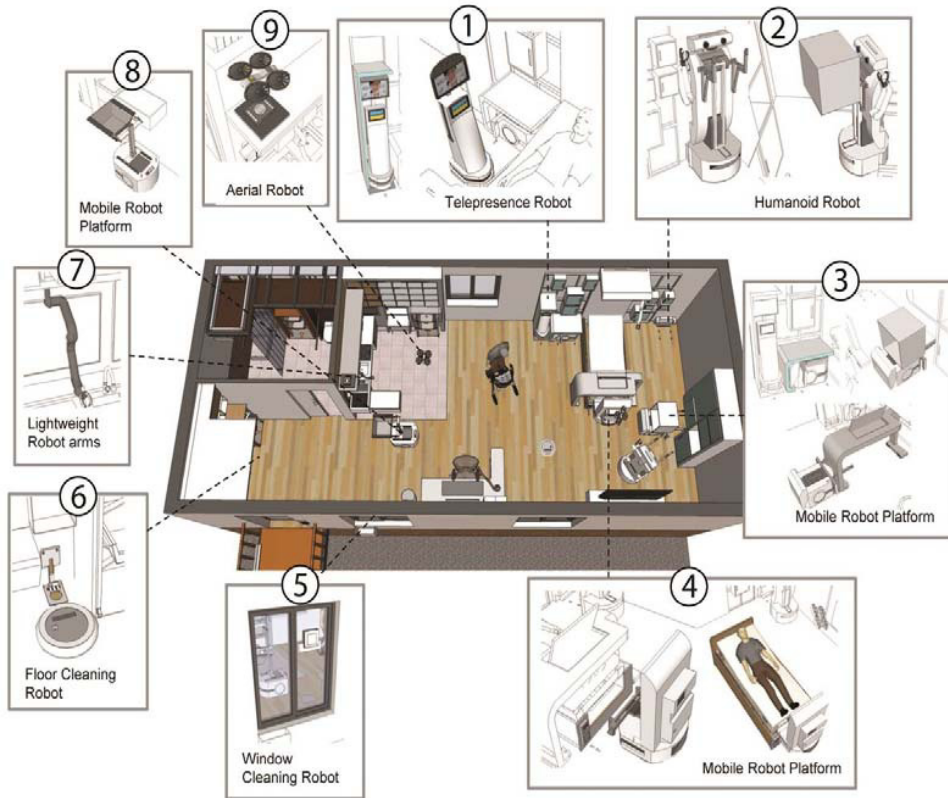 1
Telepresence Robot
2
Humanoid Robot
3
Mobile Robot Platform
4
Mobile Robot Platform
5
Window
Cleaning Robot
6
Floor Cleaning
Robot
7
Lightweight
Robot arms
8
Mobile Robot
Platform
9
Aerial Robot